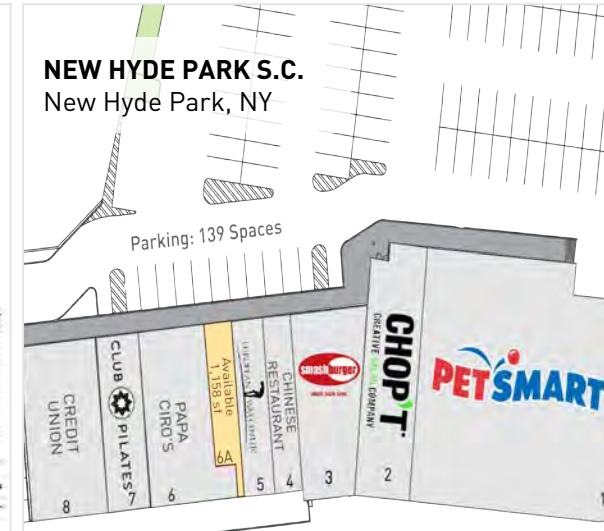 NEW HYDE PARK S.C.
New Hyde Park, NY
Parking: 139 Spaces
CREDIT
UNION
8
CLUB
PILATES
7
PAPA
CIRO'S
6
Available
1,158 sf
6A
5
CHINESE
RESTAURANT
4
smashburger
3
CHOP'T
CREATIVE SALAD COMPANY
2
PETSMART
1